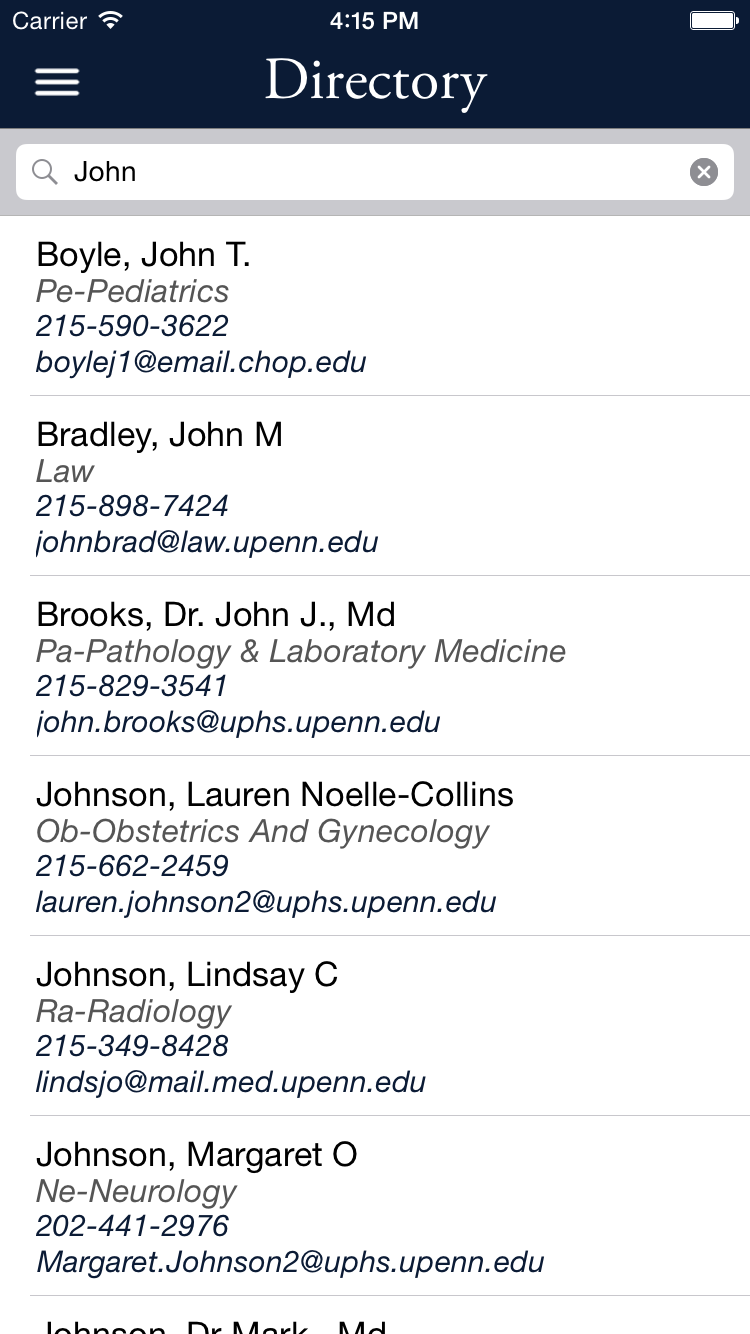 Carrier 4:15 PM
Directory
John
Boyle, John T.
Pe-Pediatrics
215-590-3622
boylej1@email.chop.edu
Bradley, John M
Law
215-898-7424
johnbrad@law.upenn.edu
Brooks, Dr. John J., Md
Pa-Pathology & Laboratory Medicine
215-829-3541
john.brooks@uphs.upenn.edu
Johnson, Lauren Noelle-Collins
Ob-Obstetrics And Gynecology
215-662-2459
lauren.johnson2@uphs.upenn.edu
Johnson, Lindsay C
Ra-Radiology
215-349-8428
lindsjo@mail.med.upenn.edu
Johnson, Margaret O
Ne-Neurology
202-441-2976
Margaret.Johnson2@uphs.upenn.edu
Johnson, Dr Mark , Md